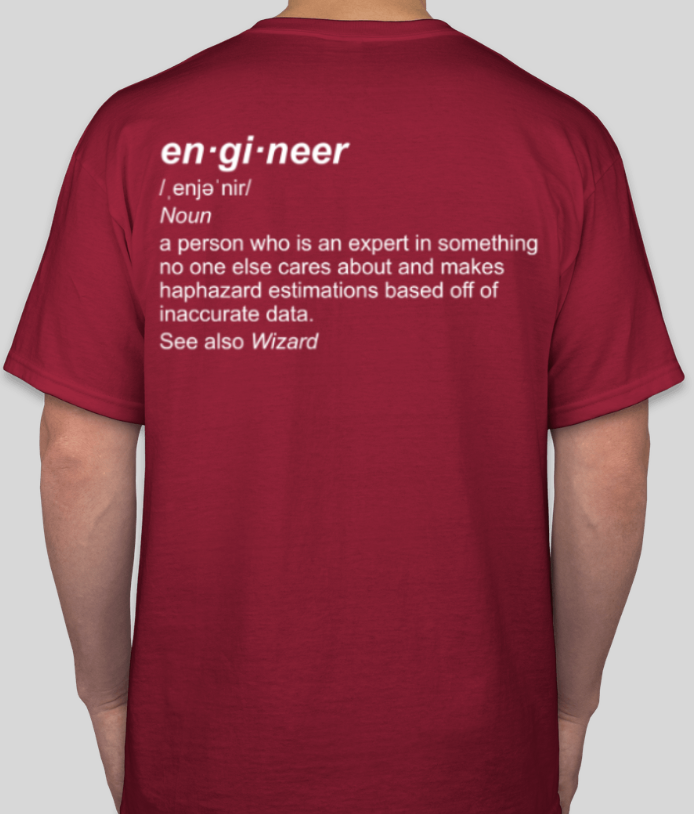 en·gi·neer
/ˌenjəˈnir/
Noun
a person who is an expert in something
no one else cares about and makes
haphazard estimations based off of
inaccurate data.
See also Wizard